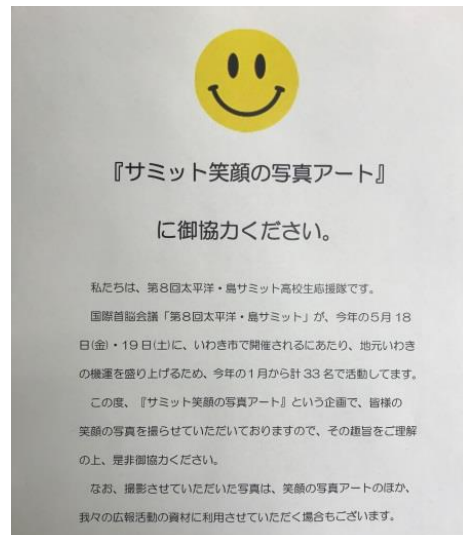 『サミット笑顔の写真アート』
に御協力ください。
私たちは、第8回太平洋・島サミット高校生応援隊です。
国際首脳会議「第8回太平洋・島サミット」が、今年の5月18
日(金)・19日(土)に、いわき市で開催されるにあたり、地元いわき
の機運を盛り上げるため、今年の1月から計33名で活動してます。
この度、『サミット笑顔の写真アート』という企画で、皆様の
笑顔の写真を撮らせていただいておりますので、その趣旨をご理解
の上、是非御協力ください。
なお、撮影させていただいた写真は、笑顔の写真アートのほか、
我々の広報活動の資材に利用させていただく場合もございます。